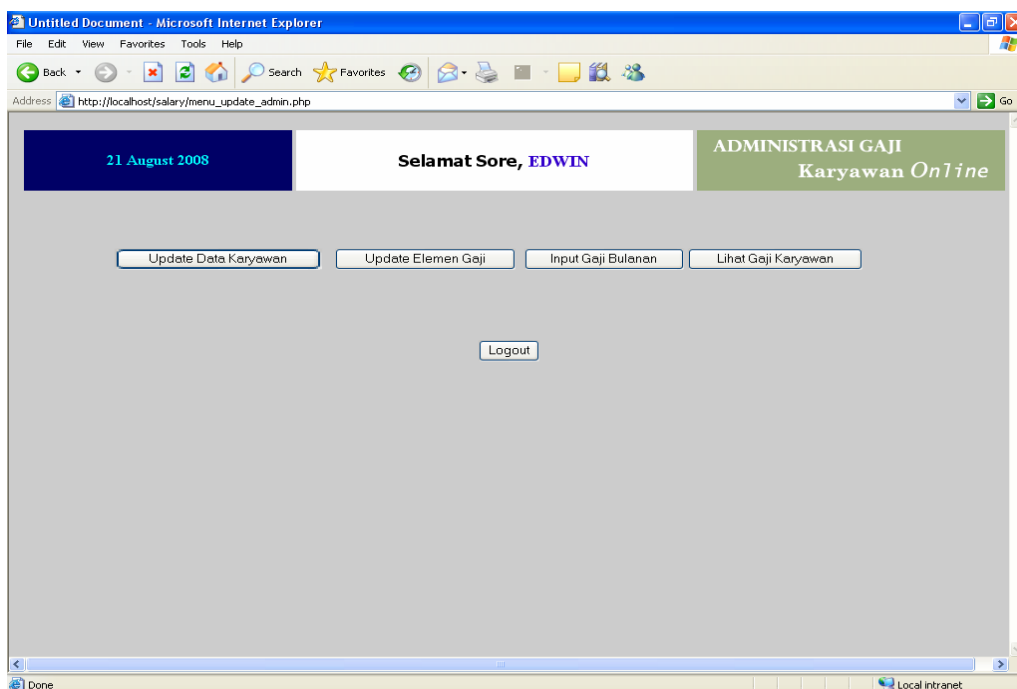 Untitled Document - Microsoft Internet Explorer
File Edit View Favorites Tools Help
Back Search Favorites
Address http://localhost/salary/menu_update_admin.php Go
21 August 2008
Selamat Sore, EDWIN
ADMINISTRASI GAJI
Karyawan Online
Update Data Karyawan Update Elemen Gaji Input Gaji Bulanan Lihat Gaji Karyawan
Logout
Done Local intranet